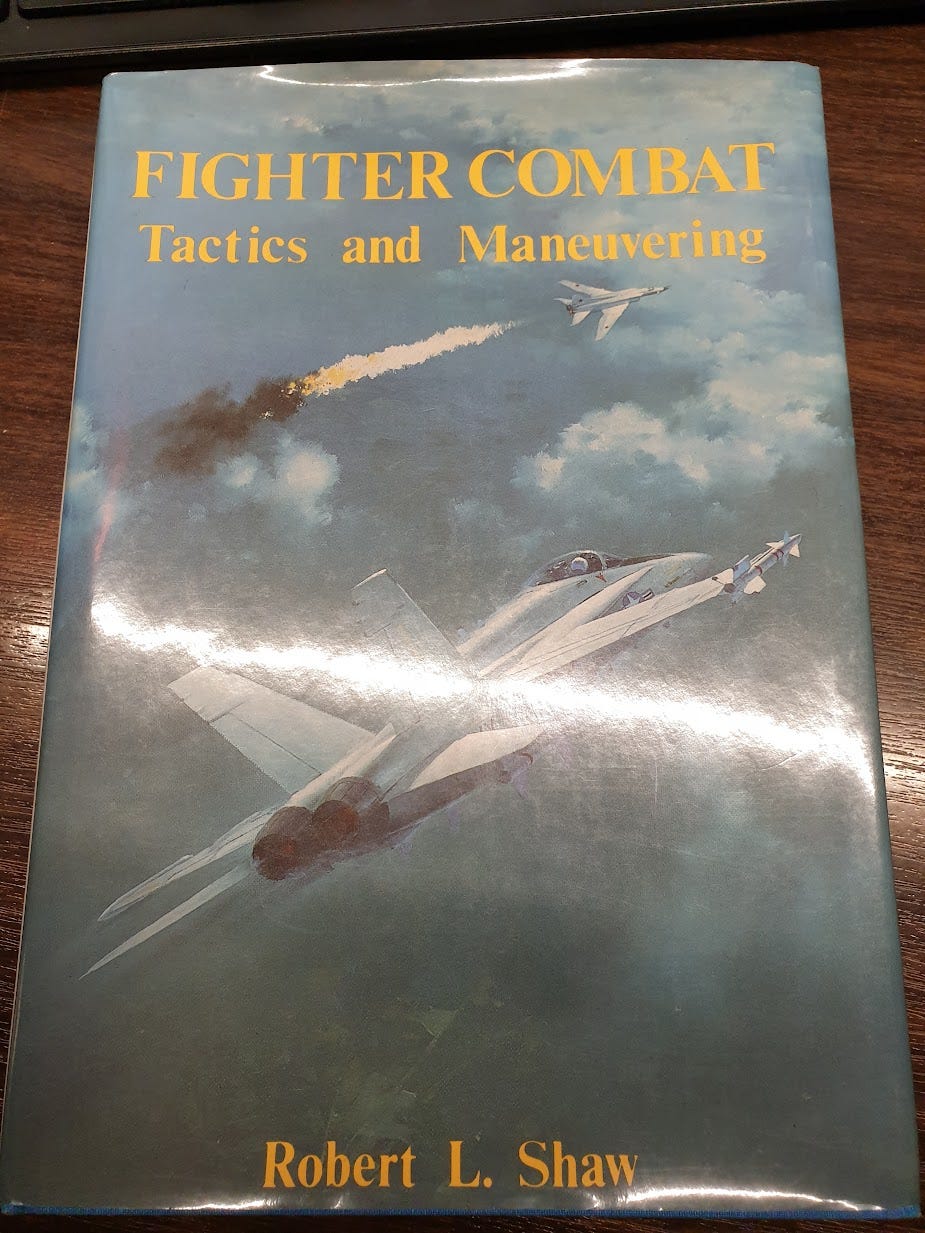 FIGHTER COMBAT
Tactics and Maneuvering
Robert L. Shaw